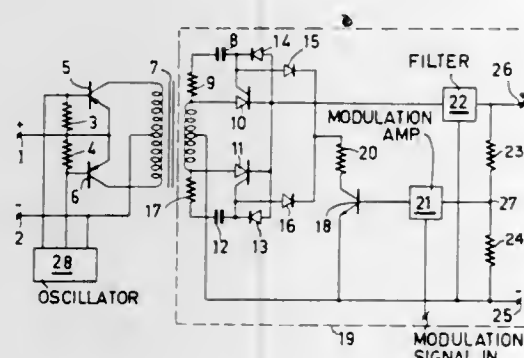 8 14 15
7
5 9 FILTER 26
10 22
MODULATION AMP
3
+ 1 4
11 20 23
6 21 27
17 16 18 24
- 2
12 13
28 - 25
OSCILLATOR
19 MODULATION
SIGNAL IN